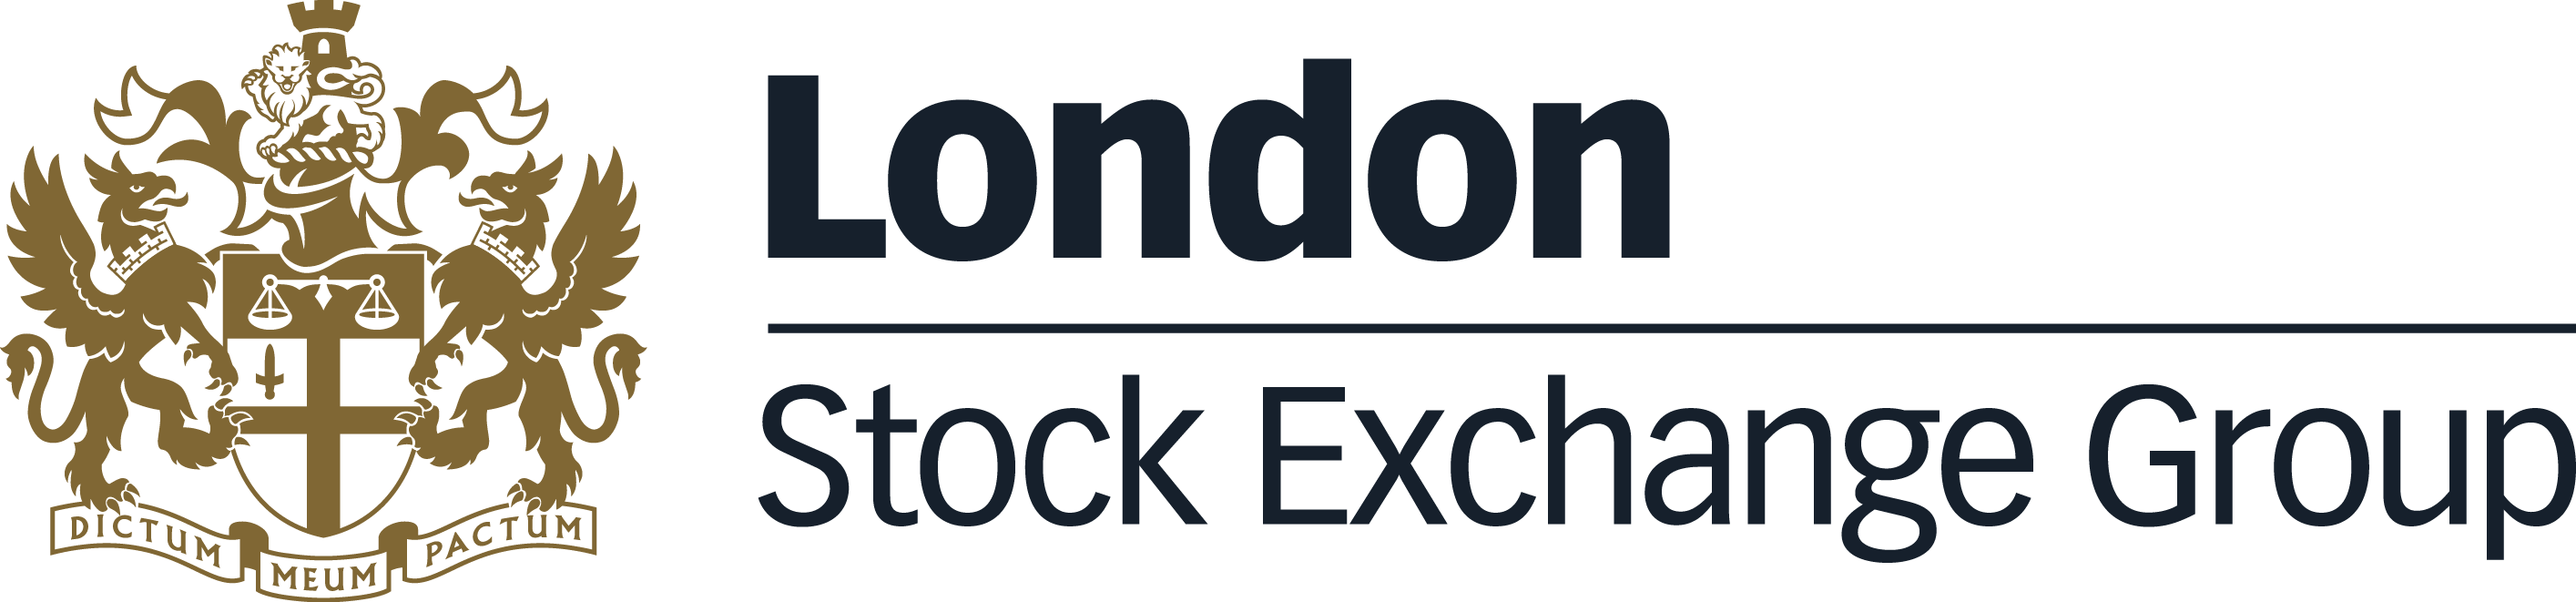 London
Stock Exchange Group
DICTUM MEUM PACTUM